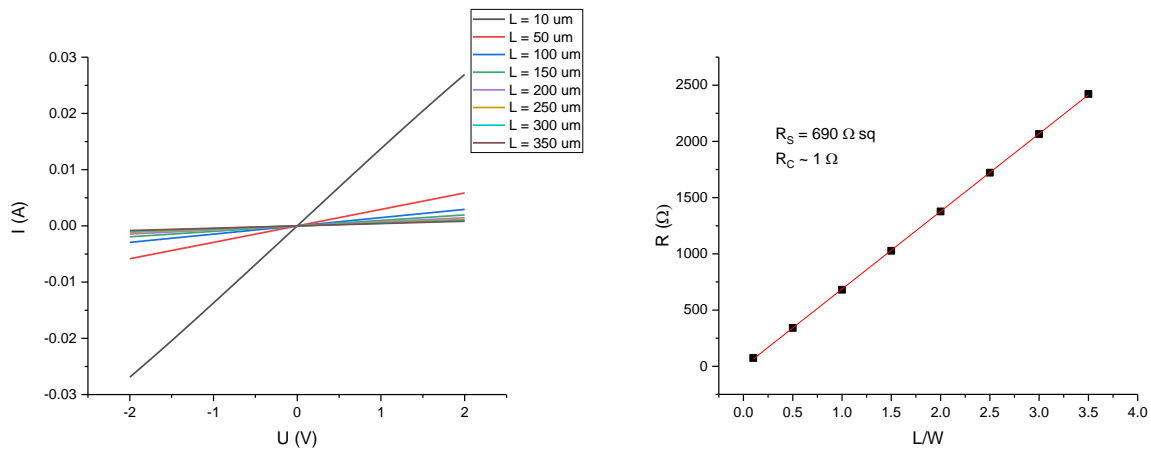 L = 10 um
L = 50 um
L = 100 um
L = 150 um
L = 200 um
L = 250 um
L = 300 um
L = 350 um
0.03
0.02
0.01
0.00
-0.01
-0.02
-0.03
I (A)
-2
-1
0
1
2
U (V)
2500
2000
1500
1000
500
0
R (Ω)
R_S = 690 Ω sq
R_C ~ 1 Ω
0.0
0.5
1.0
1.5
2.0
2.5
3.0
3.5
4.0
L/W